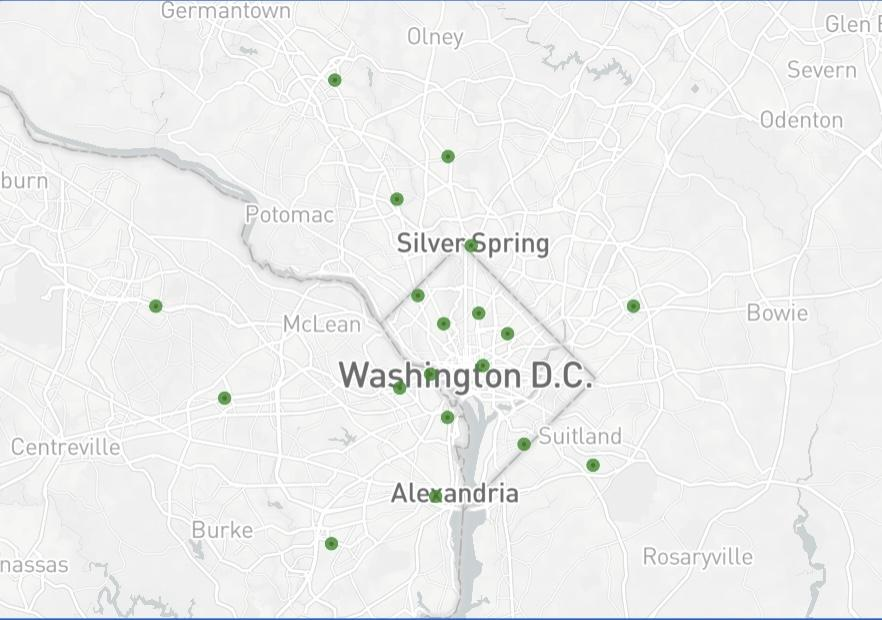 Germantown
Glen
Olney
Severn
Odenton
burn
Potomac
Silver Spring
Bowie
McLean
Washington D.C.
Suitland
Centreville
Alexandria
Burke
Rosaryville
nassas